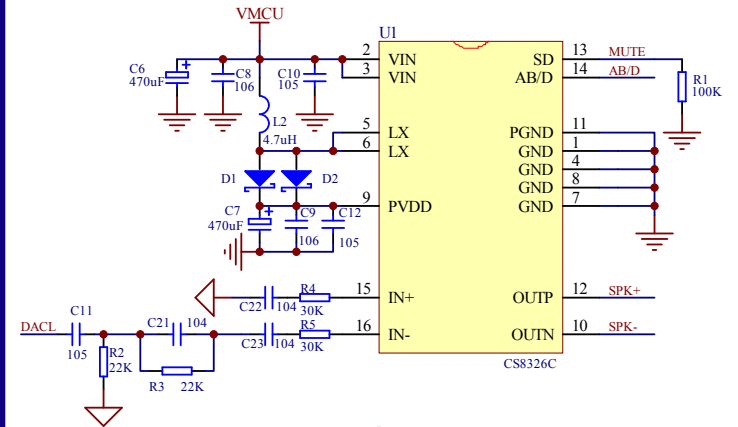 VMCU
U1
C6
470uF
C8
106
C10
105
2
VIN
3
VIN
SD
13
MUTE
AB/D
14
AB/D
R1
100K
L2
4.7uH
5
LX
6
LX
PGND
11
GND
1
GND
4
GND
8
GND
7
D1
D2
9
PVDD
C7
470uF
C9
106
C12
105
15
IN+
OUTP
12
SPK+
C22
104
R4
30K
DACL
C11
105
C21
104
C23
104
R5
30K
16
IN-
OUTN
10
SPK-
R2
22K
R3
22K
CS8326C